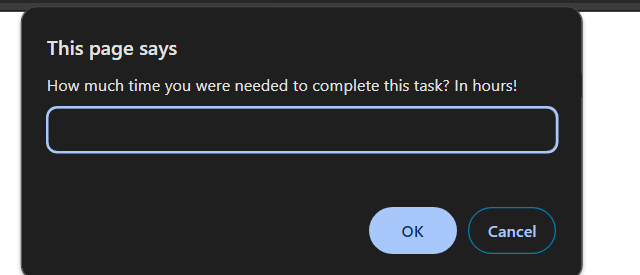 This page says
How much time you were needed to complete this task? In hours!
OK
Cancel